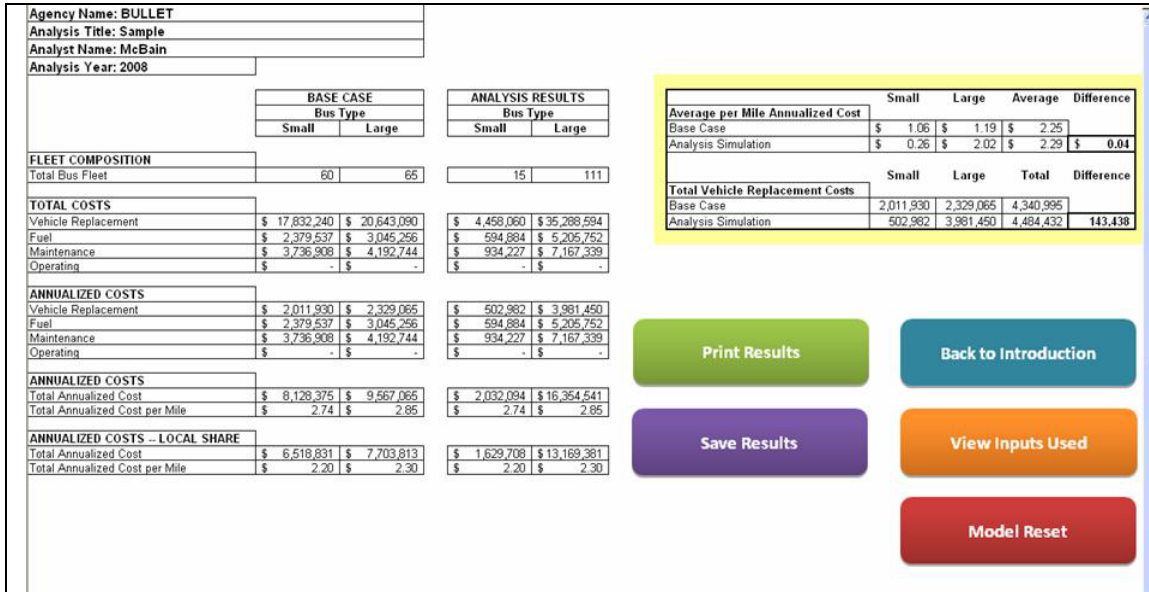 Agency Name: BULLET
Analysis Title: Sample
Analyst Name: McBain
Analysis Year: 2008
BASE CASE ANALYSIS RESULTS
Bus Type Bus Type
Small Large Small Large
FLEET COMPOSITION
Total Bus Fleet 60 65 15 111
TOTAL COSTS
Vehicle Replacement $ 17,832,240 $ 20,643,090 $ 4,458,060 $ 35,288,594
Fuel $ 2,379,537 $ 3,045,256 $ 594,884 $ 5,205,752
Maintenance $ 3,736,908 $ 4,192,744 $ 934,227 $ 7,167,339
Operating $ - $ - $ - $ -
ANNUALIZED COSTS
Vehicle Replacement $ 2,011,930 $ 2,329,065 $ 502,982 $ 3,981,450
Fuel $ 2,379,537 $ 3,045,256 $ 594,884 $ 5,205,752
Maintenance $ 3,736,908 $ 4,192,744 $ 934,227 $ 7,167,339
Operating $ - $ - $ - $ -
ANNUALIZED COSTS
Total Annualized Cost $ 8,128,375 $ 9,567,065 $ 2,032,094 $ 16,354,541
Total Annualized Cost per Mile $ 2.74 $ 2.85 $ 2.74 $ 2.85
ANNUALIZED COSTS -- LOCAL SHARE
Total Annualized Cost $ 6,518,831 $ 7,703,813 $ 1,629,708 $ 13,169,381
Total Annualized Cost per Mile $ 2.20 $ 2.30 $ 2.20 $ 2.30
Small Large Average Difference
Average per Mile Annualized Cost
Base Case $ 1.06 $ 1.19 $ 2.25
Analysis Simulation $ 0.26 $ 2.02 $ 2.29 $ 0.04
Small Large Total Difference
Total Vehicle Replacement Costs
Base Case 2,011,930 2,329,065 4,340,995
Analysis Simulation 502,982 3,981,450 4,484,432 143,438
Print Results
Back to Introduction
Save Results
View Inputs Used
Model Reset